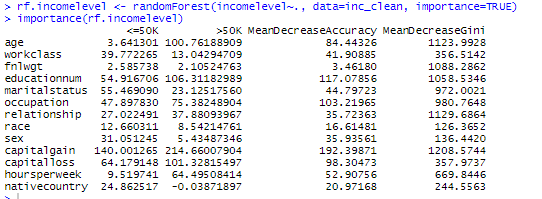 > rf.incomelevel <- randomForest(incomelevel~., data=inc_clean, importance=TRUE)
> importance(rf.incomelevel)
<=50K >50K MeanDecreaseAccuracy MeanDecreaseGini
age 3.641301 100.76188909 84.44326 1123.9928
workclass 39.772265 13.04294709 41.90885 356.5142
fnlwgt 2.585738 2.10524763 3.46180 1088.2862
educationnum 54.916706 106.31182989 117.07856 1058.5346
maritalstatus 55.469090 23.12517560 44.79723 972.0021
occupation 47.897830 75.38248904 103.21965 980.7648
relationship 27.022491 37.88093967 35.72363 1129.6864
race 12.660311 8.54214761 16.61481 126.3652
sex 31.051245 5.43487346 35.93561 136.4420
capitalgain 140.001265 214.66007904 192.39871 1208.5744
capitalloss 64.179148 101.32815497 98.30473 357.9737
hoursperweek 9.519741 64.49508414 52.90756 669.8446
nativecountry 24.862517 -0.03871897 20.97168 244.5563
>